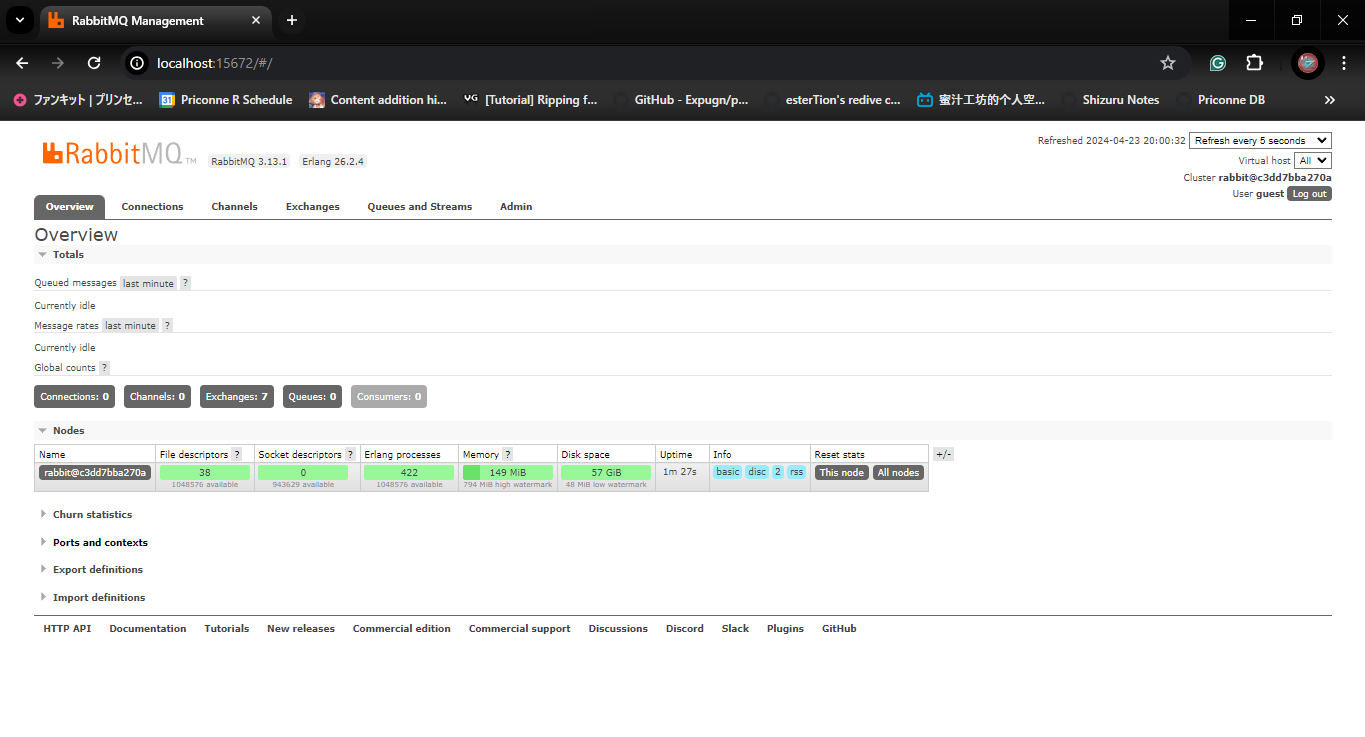 RabbitMQ Management
localhost:15672/#/
ファンキット | プリンセ...
31
Priconne R Schedule
Content addition hi...
VG
[Tutorial] Ripping f...
GitHub - Expugn/p...
esterTion's redive c...
蜜汁工坊的个人空...
Shizuru Notes
Priconne DB
»
RabbitMQ TM
RabbitMQ 3.13.1
Erlang 26.2.4
Refreshed 2024-04-23 20:00:32
Refresh every 5 seconds
Virtual host All
Cluster rabbit@c3dd7bba270a
User guest Log out
Overview Connections Channels Exchanges Queues and Streams Admin
Overview
Totals
Queued messages last minute ?
Currently idle
Message rates last minute ?
Currently idle
Global counts ?
Connections: 0 Channels: 0 Exchanges: 7 Queues: 0 Consumers: 0
Nodes
Name File descriptors ? Socket descriptors ? Erlang processes Memory ? Disk space Uptime Info Reset stats +/-
rabbit@c3dd7bba270a 38 0 422 149 MiB 57 GiB 1m 27s basic disc 2 rss This node All nodes
1048576 available 943629 available 1048576 available 794 MiB high watermark 48 MiB low watermark
Churn statistics
Ports and contexts
Export definitions
Import definitions
HTTP API Documentation Tutorials New releases Commercial edition Commercial support Discussions Discord Slack Plugins GitHub